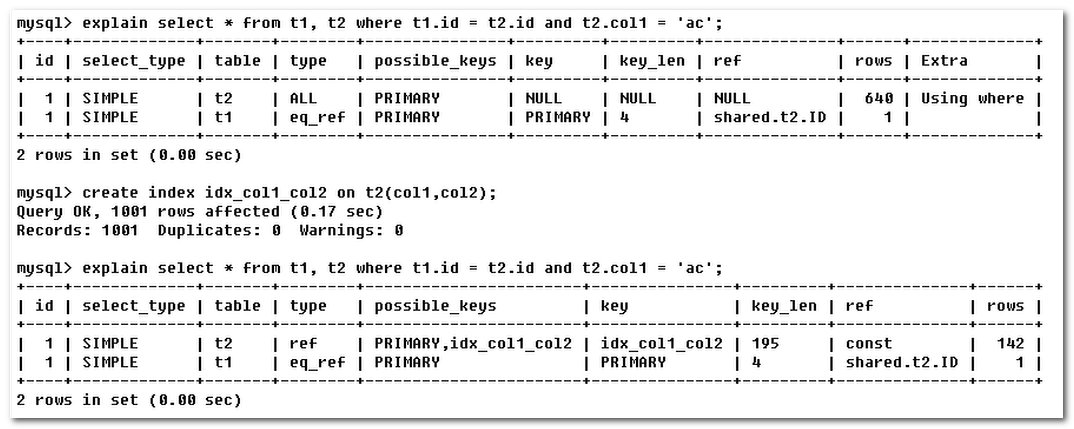 mysql> explain select * from t1, t2 where t1.id = t2.id and t2.col1 = 'ac';
+----+-------------+-------+--------+---------------+---------+---------+--------------+------+-------------+
| id | select_type | table | type   | possible_keys | key     | key_len | ref          | rows | Extra       |
+----+-------------+-------+--------+---------------+---------+---------+--------------+------+-------------+
|  1 | SIMPLE      | t2    | ALL    | PRIMARY       | NULL    | NULL    | NULL         |  640 | Using where |
|  1 | SIMPLE      | t1    | eq_ref | PRIMARY       | PRIMARY | 4       | shared.t2.ID |    1 |             |
+----+-------------+-------+--------+---------------+---------+---------+--------------+------+-------------+
2 rows in set (0.00 sec)
mysql> create index idx_col1_col2 on t2(col1,col2);
Query OK, 1001 rows affected (0.17 sec)
Records: 1001  Duplicates: 0  Warnings: 0
mysql> explain select * from t1, t2 where t1.id = t2.id and t2.col1 = 'ac';
+----+-------------+-------+--------+-----------------------+---------------+---------+--------------+------+
| id | select_type | table | type   | possible_keys         | key           | key_len | ref          | rows |
+----+-------------+-------+--------+-----------------------+---------------+---------+--------------+------+
|  1 | SIMPLE      | t2    | ref    | PRIMARY,idx_col1_col2 | idx_col1_col2 | 195     | const        |  142 |
|  1 | SIMPLE      | t1    | eq_ref | PRIMARY               | PRIMARY       | 4       | shared.t2.ID |    1 |
+----+-------------+-------+--------+-----------------------+---------------+---------+--------------+------+
2 rows in set (0.00 sec)